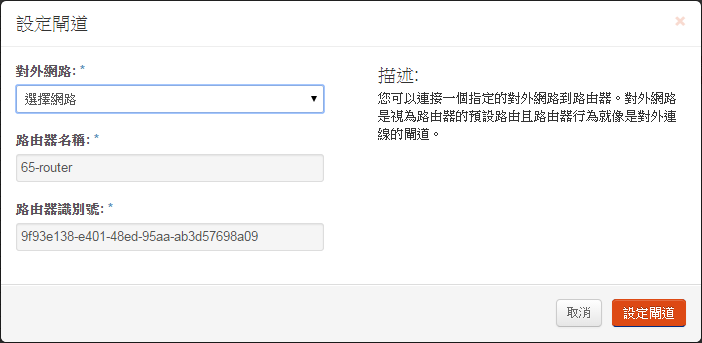 設定閘道
×
對外網路: *
選擇網路
路由器名稱: *
65-router
路由器識別號: *
9f93e138-e401-48ed-95aa-ab3d57698a09
描述:
您可以連接一個指定的對外網路到路由器。對外網路
是視為路由器的預設路由且路由器行為就像是對外連
線的閘道。
取消
設定閘道